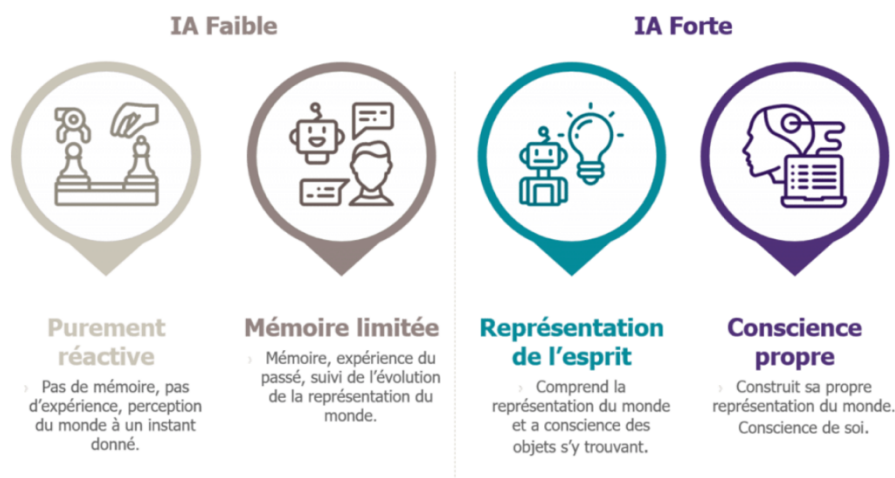 IA Faible
IA Forte
Purement
réactive
› Pas de mémoire, pas
d’expérience, perception
du monde à un instant
donné.
Mémoire limitée
› Mémoire, expérience du
passé, suivi de l’évolution
de la représentation du
monde.
Représentation
de l’esprit
› Comprend la
représentation du monde
et a conscience des
objets s’y trouvant.
Conscience
propre
› Construit sa propre
représentation du monde.
Conscience de soi.